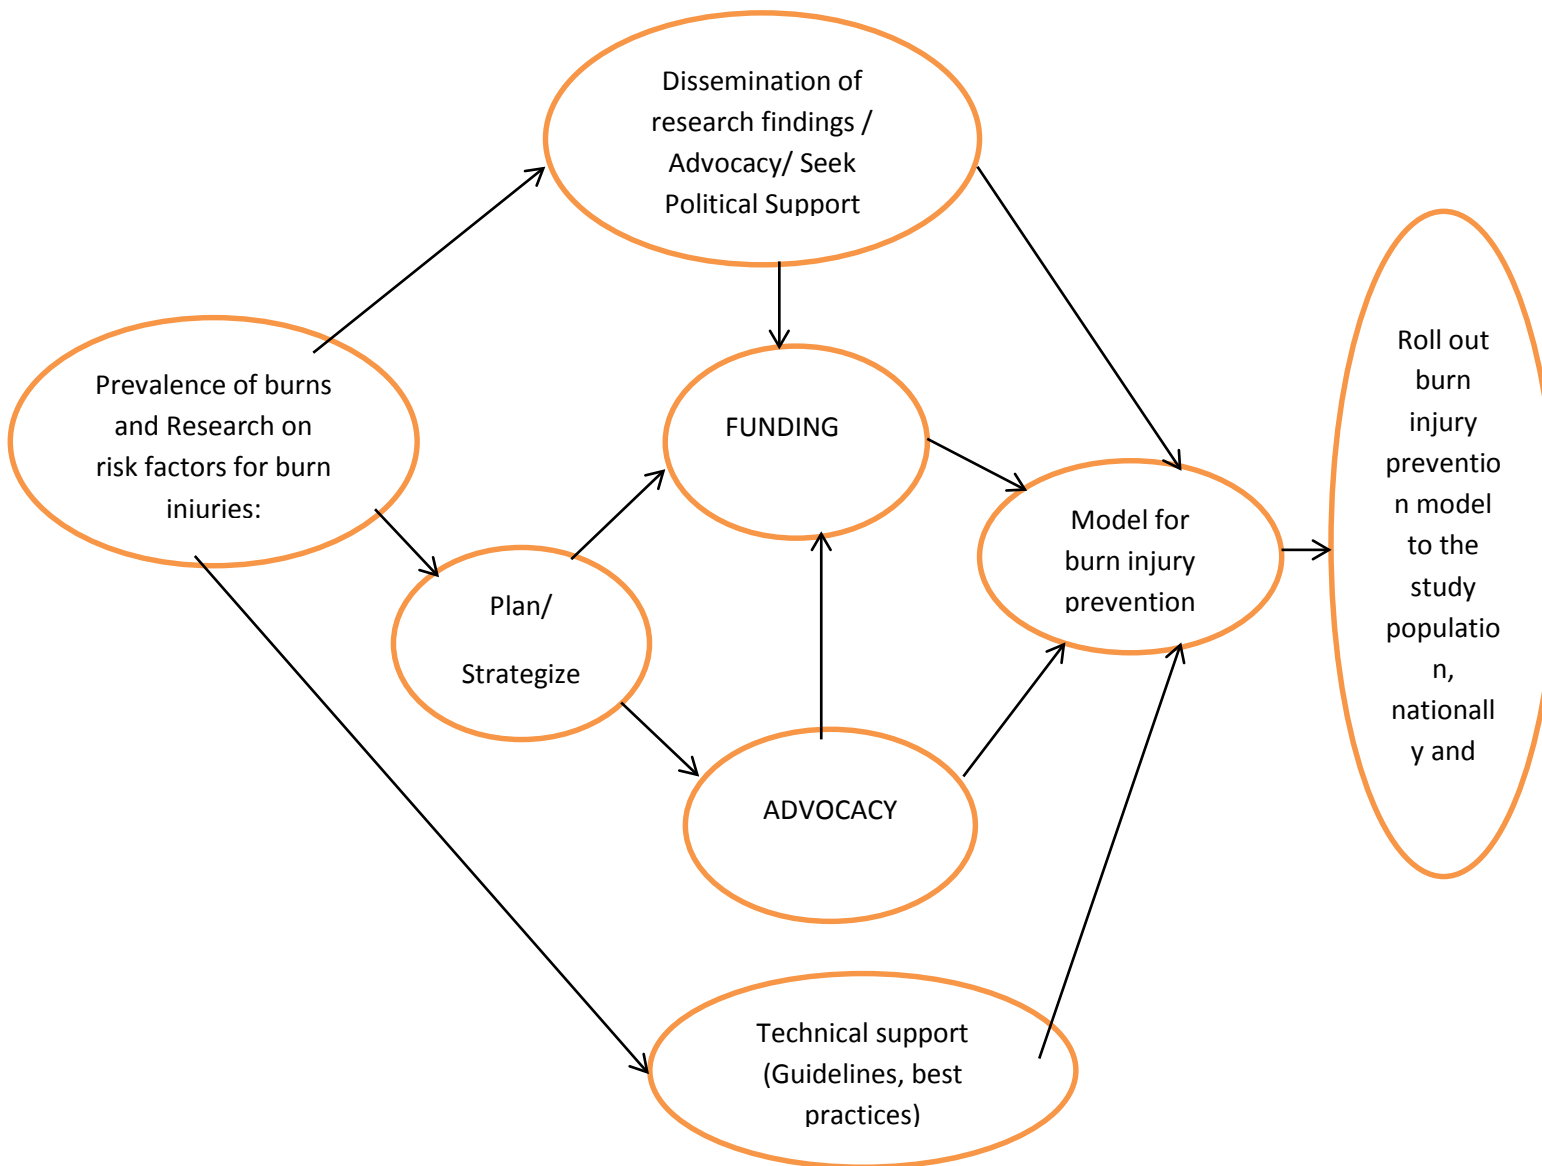 Dissemination of
research findings /
Advocacy/ Seek
Political Support
Prevalence of burns
and Research on
risk factors for burn
injuries:
FUNDING
Plan/
Strategize
ADVOCACY
Technical support
(Guidelines, best
practices)
Model for
burn injury
prevention
Roll out
burn
injury
preventio
n model
to the
study
populatio
n,
nationall
y and